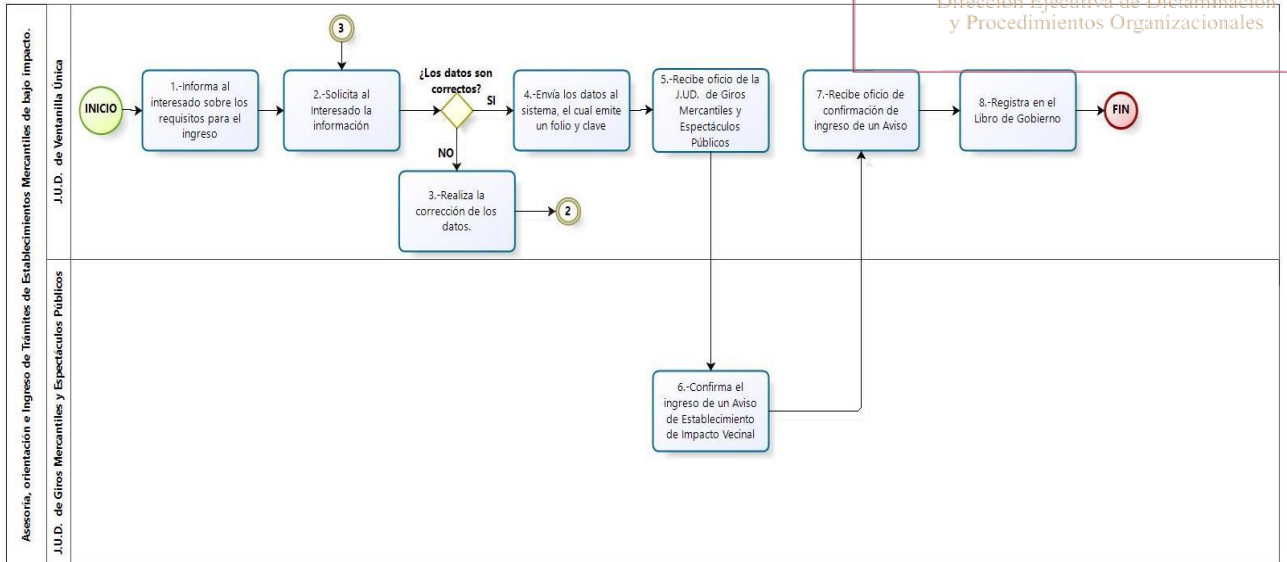 Dirección Ejecutiva de Dictaminación
y Procedimientos Organizacionales
Asesoría, orientación e Ingreso de Trámites de Establecimientos Mercantiles de bajo impacto.
J.U.D. de Ventanilla Única
INICIO
1.-Informa al
interesado sobre los
requisitos para el
ingreso
3
2.-Solicita al
Interesado la
información
¿Los datos son
correctos?
SI
NO
3.-Realiza la
corrección de los
datos.
2
4.-Envía los datos al
sistema, el cual emite
un folio y clave
5.-Recibe oficio de la
J.UD. de Giros
Mercantiles y
Espectáculos
Públicos
7.-Recibe oficio de
confirmación de
ingreso de un Aviso
8.-Registra en el
Libro de Gobierno
FIN
J.U.D. de Giros Mercantiles y Espectáculos Públicos
6.-Confirma el
ingreso de un Aviso
de Establecimiento
de Impacto Vecinal